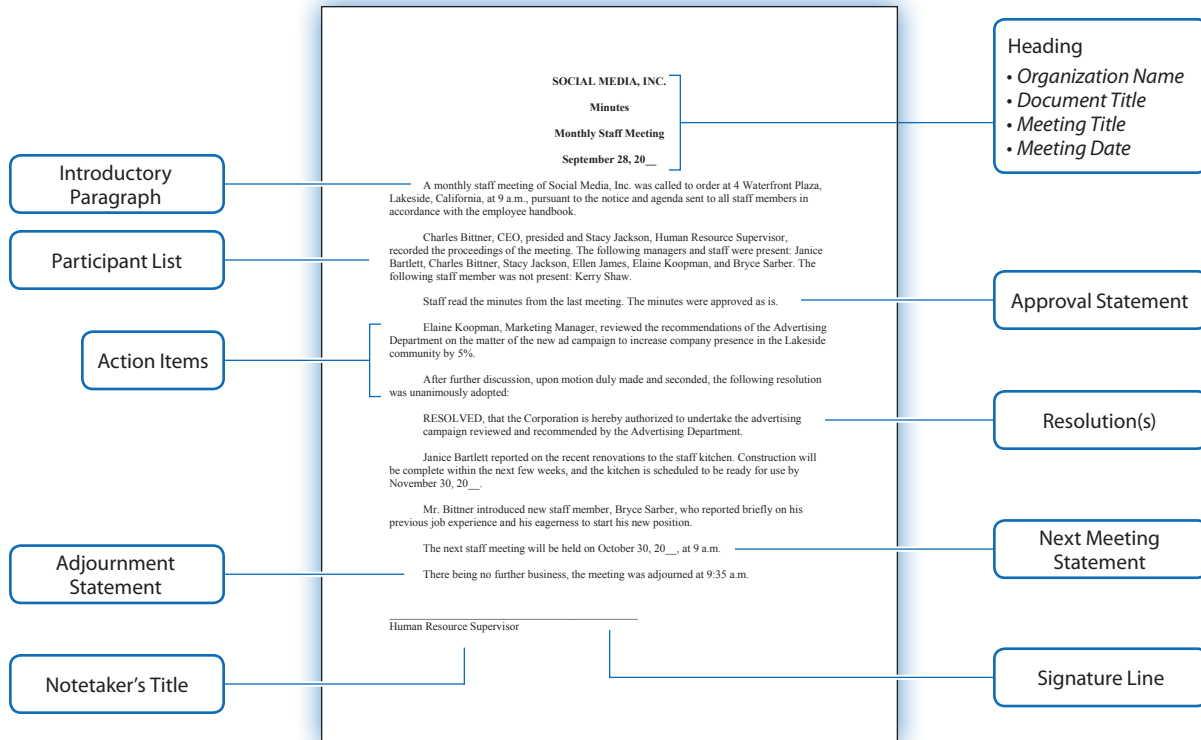 SOCIAL MEDIA, INC.
Minutes
Monthly Staff Meeting
September 28, 20__
Heading
• Organization Name
• Document Title
• Meeting Title
• Meeting Date
Introductory
Paragraph
A monthly staff meeting of Social Media, Inc. was called to order at 4 Waterfront Plaza,
Lakeside, California, at 9 a.m., pursuant to the notice and agenda sent to all staff members in
accordance with the employee handbook.
Participant List
Charles Bittner, CEO, presided and Stacy Jackson, Human Resource Supervisor,
recorded the proceedings of the meeting. The following managers and staff were present: Janice
Bartlett, Charles Bittner, Stacy Jackson, Ellen James, Elaine Koopman, and Bryce Sarber. The
following staff member was not present: Kerry Shaw.
Staff read the minutes from the last meeting. The minutes were approved as is.
Approval Statement
Action Items
Elaine Koopman, Marketing Manager, reviewed the recommendations of the Advertising
Department on the matter of the new ad campaign to increase company presence in the Lakeside
community by 5%.
After further discussion, upon motion duly made and seconded, the following resolution
was unanimously adopted:
RESOLVED, that the Corporation is hereby authorized to undertake the advertising
campaign reviewed and recommended by the Advertising Department.
Resolution(s)
Janice Bartlett reported on the recent renovations to the staff kitchen. Construction will
be complete within the next few weeks, and the kitchen is scheduled to be ready for use by
November 30, 20__.
Mr. Bittner introduced new staff member, Bryce Sarber, who reported briefly on his
previous job experience and his eagerness to start his new position.
The next staff meeting will be held on October 30, 20__, at 9 a.m.
Next Meeting
Statement
Adjournment
Statement
There being no further business, the meeting was adjourned at 9:35 a.m.
Human Resource Supervisor
Notetaker’s Title
Signature Line